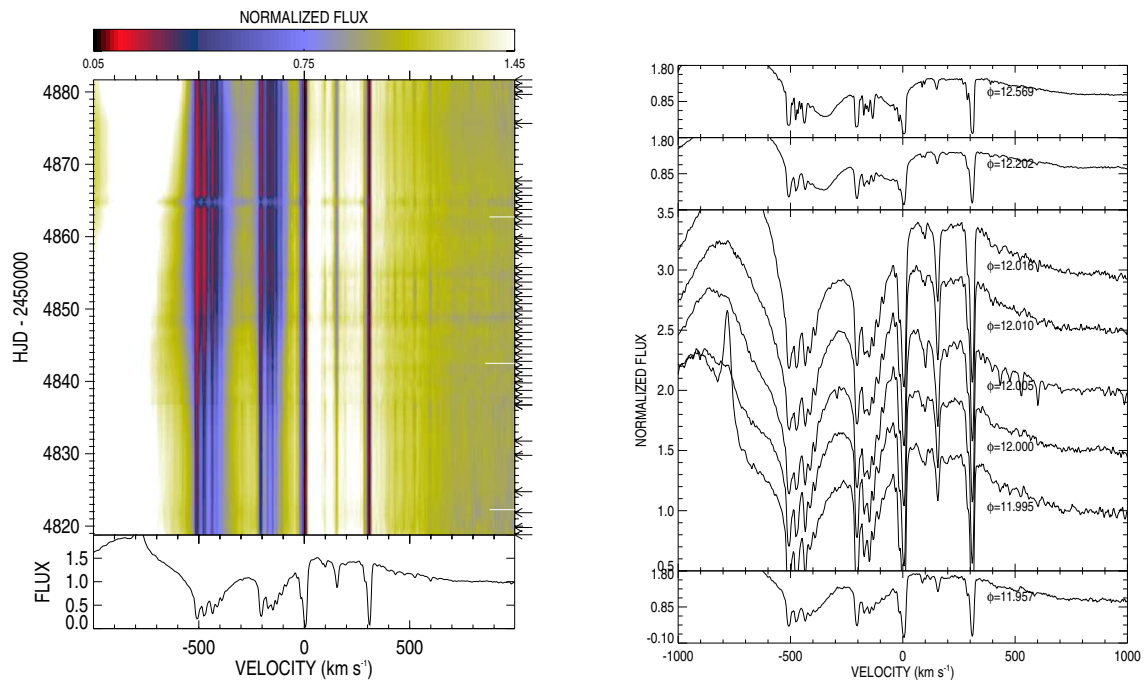 NORMALIZED FLUX
0.05 0.75 1.45
4880
4870
4860
4850
4840
4830
4820
HJD - 2450000
1.5
1.0
0.5
0.0
FLUX
-500 0 500
VELOCITY (km s-1)
1.80
0.85
ϕ=12.569
1.80
0.85
ϕ=12.202
3.5
3.0
2.5
2.0
1.5
1.0
0.5
NORMALIZED FLUX
ϕ=12.016
ϕ=12.010
ϕ=12.005
ϕ=12.000
ϕ=11.995
1.80
0.85
-0.10
ϕ=11.957
-1000 -500 0 500 1000
VELOCITY (km s-1)